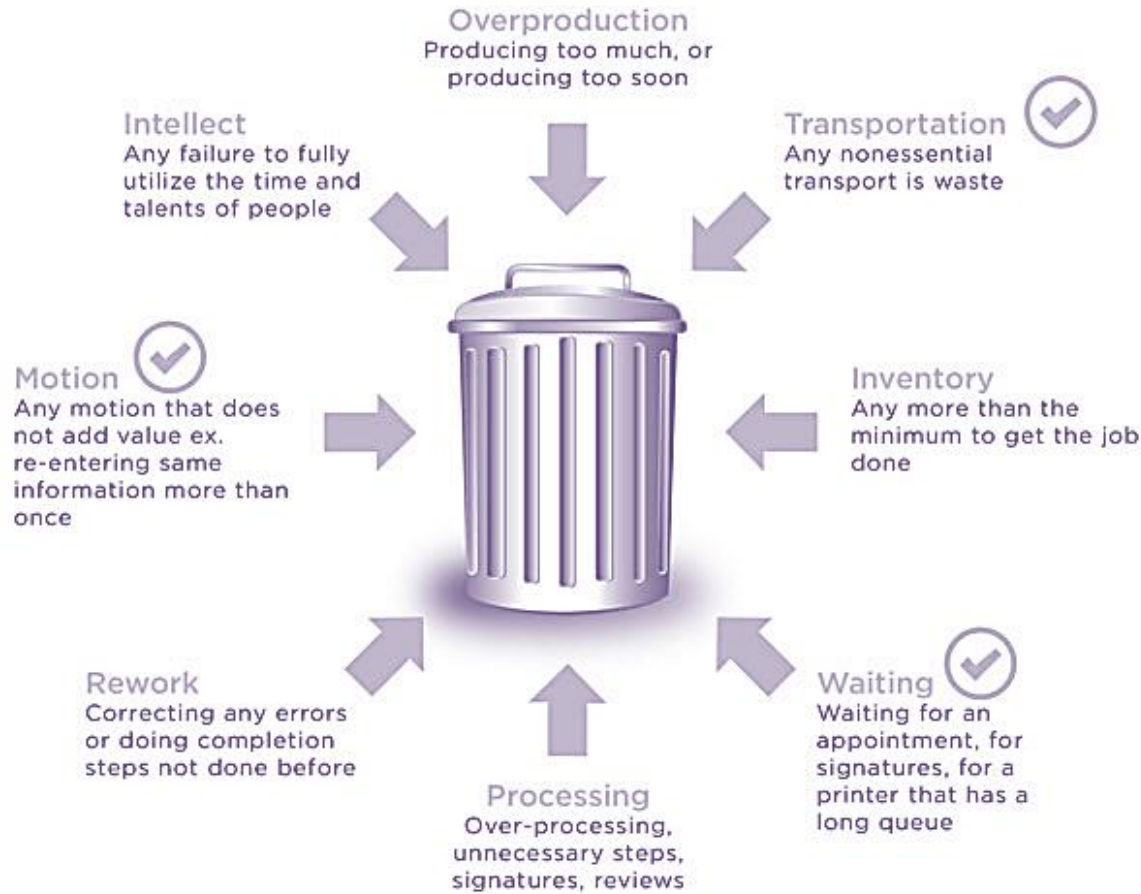 Overproduction
Producing too much, or
producing too soon
Intellect
Any failure to fully
utilize the time and
talents of people
Transportation
Any nonessential
transport is waste
Motion
Any motion that does
not add value ex.
re-entering same
information more than
once
Inventory
Any more than the
minimum to get the job
done
Rework
Correcting any errors
or doing completion
steps not done before
Processing
Over-processing,
unnecessary steps,
signatures, reviews
Waiting
Waiting for an
appointment, for
signatures, for a
printer that has a
long queue